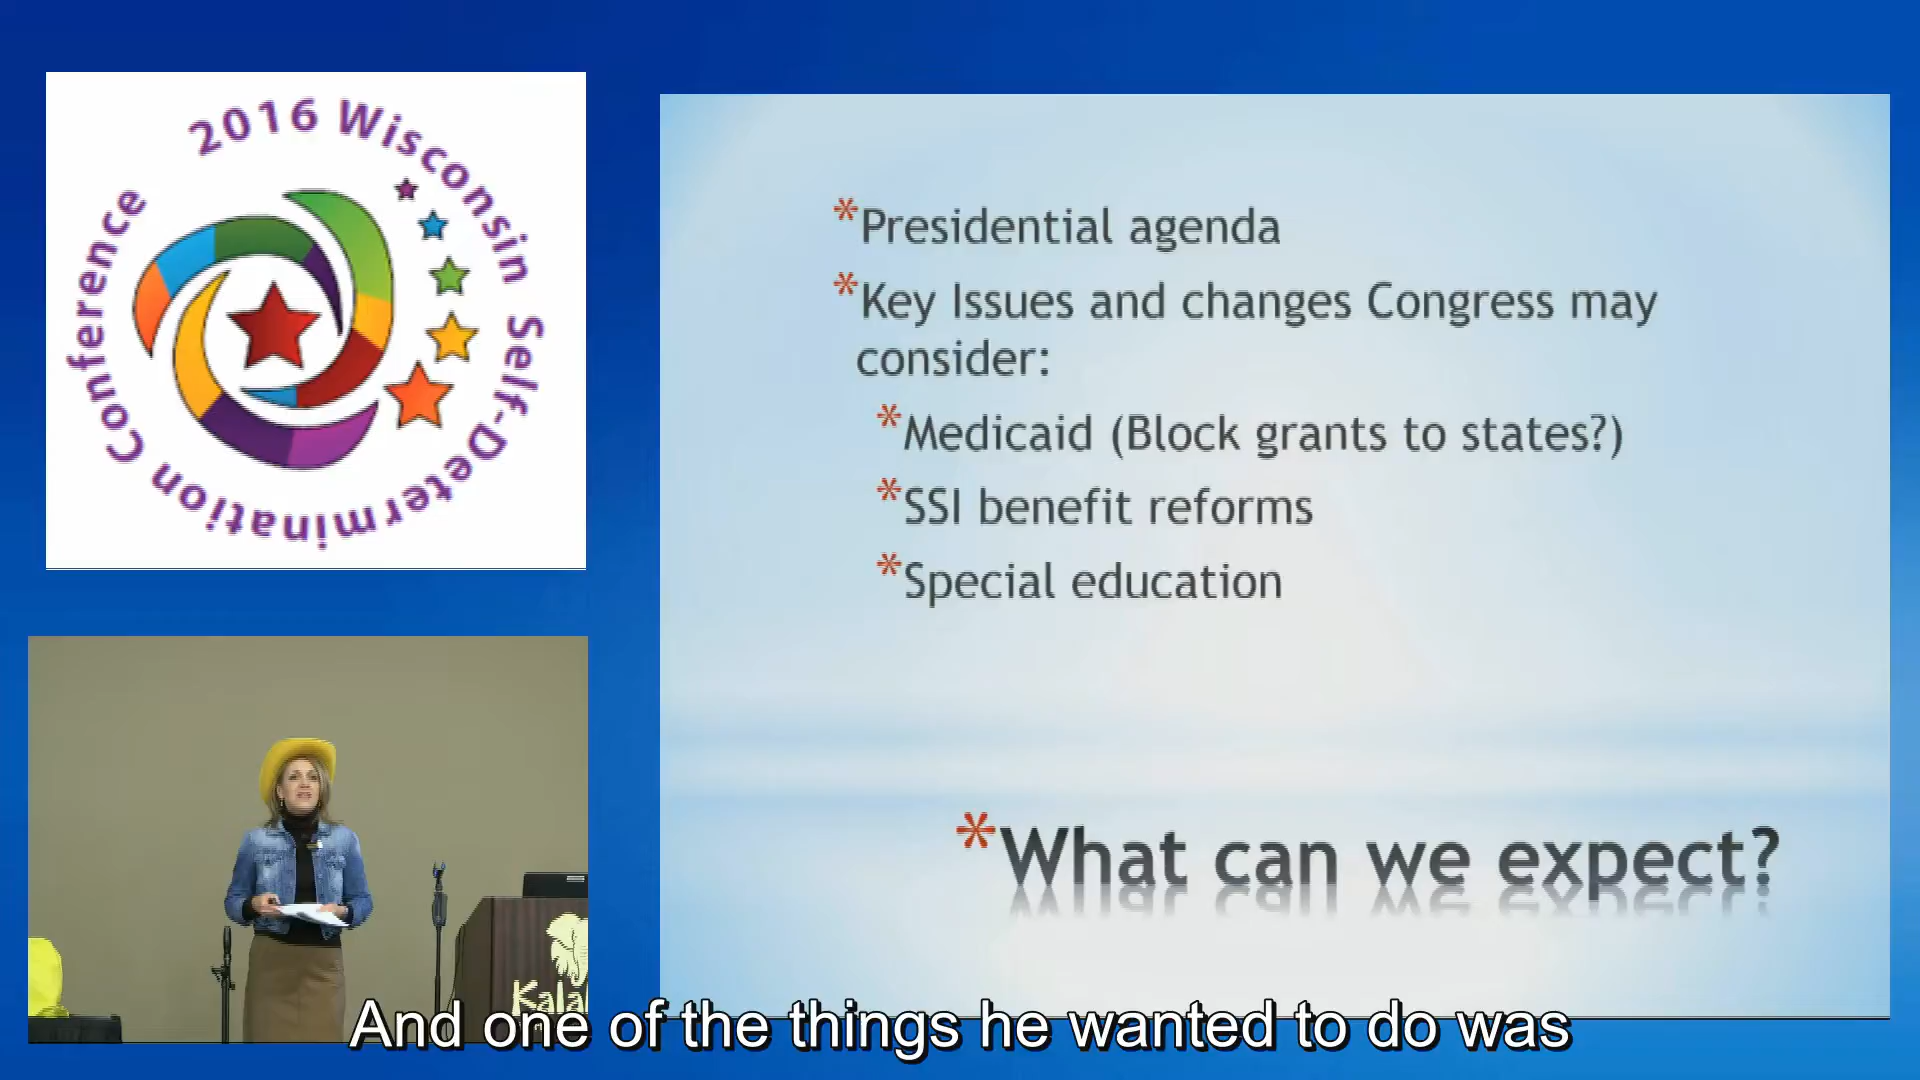 2016 Wisconsin Self-Determination Conference
*Presidential agenda
*Key Issues and changes Congress may
consider:
*Medicaid (Block grants to states?)
*SSI benefit reforms
*Special education
*What can we expect?
Kala
And one of the things he wanted to do was